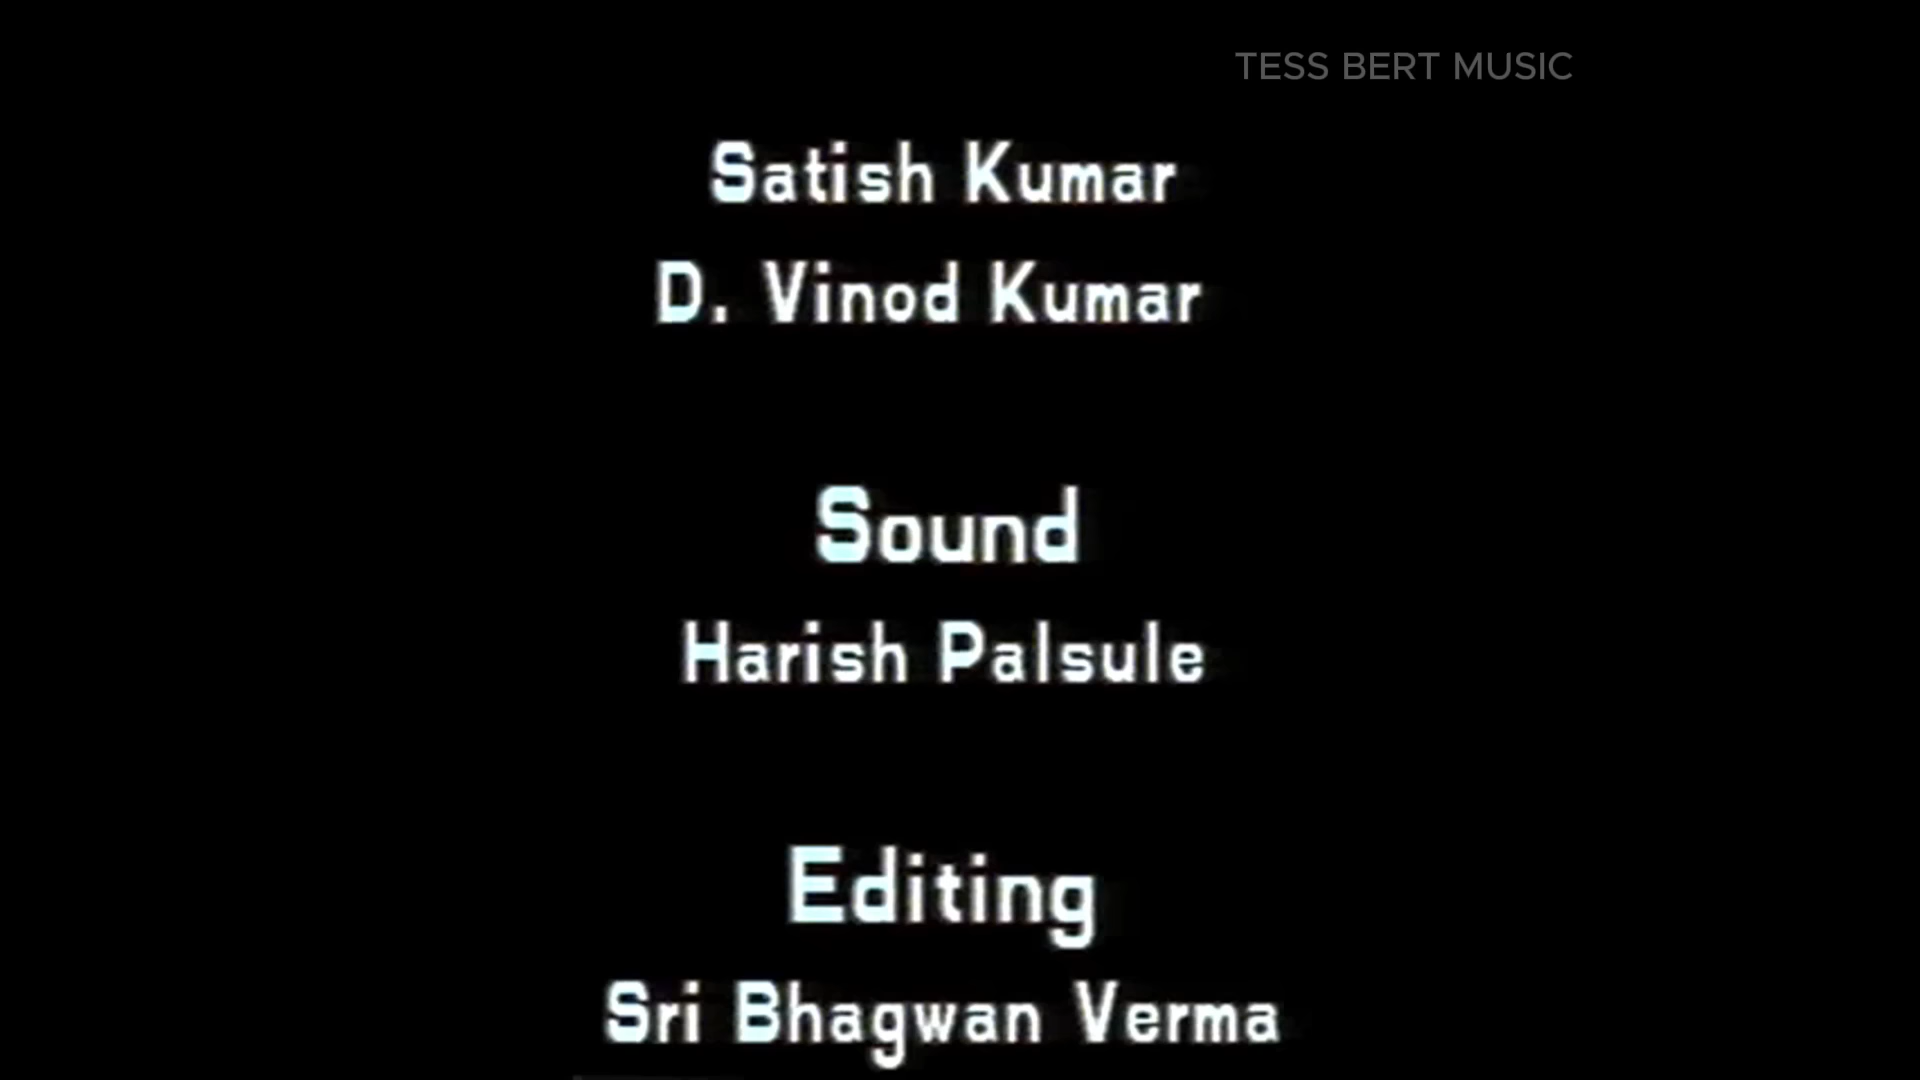 TESS BERT MUSIC
Satish Kumar
D. Vinod Kumar
Sound
Harish Palsule
Editing
Sri Bhagwan Verma